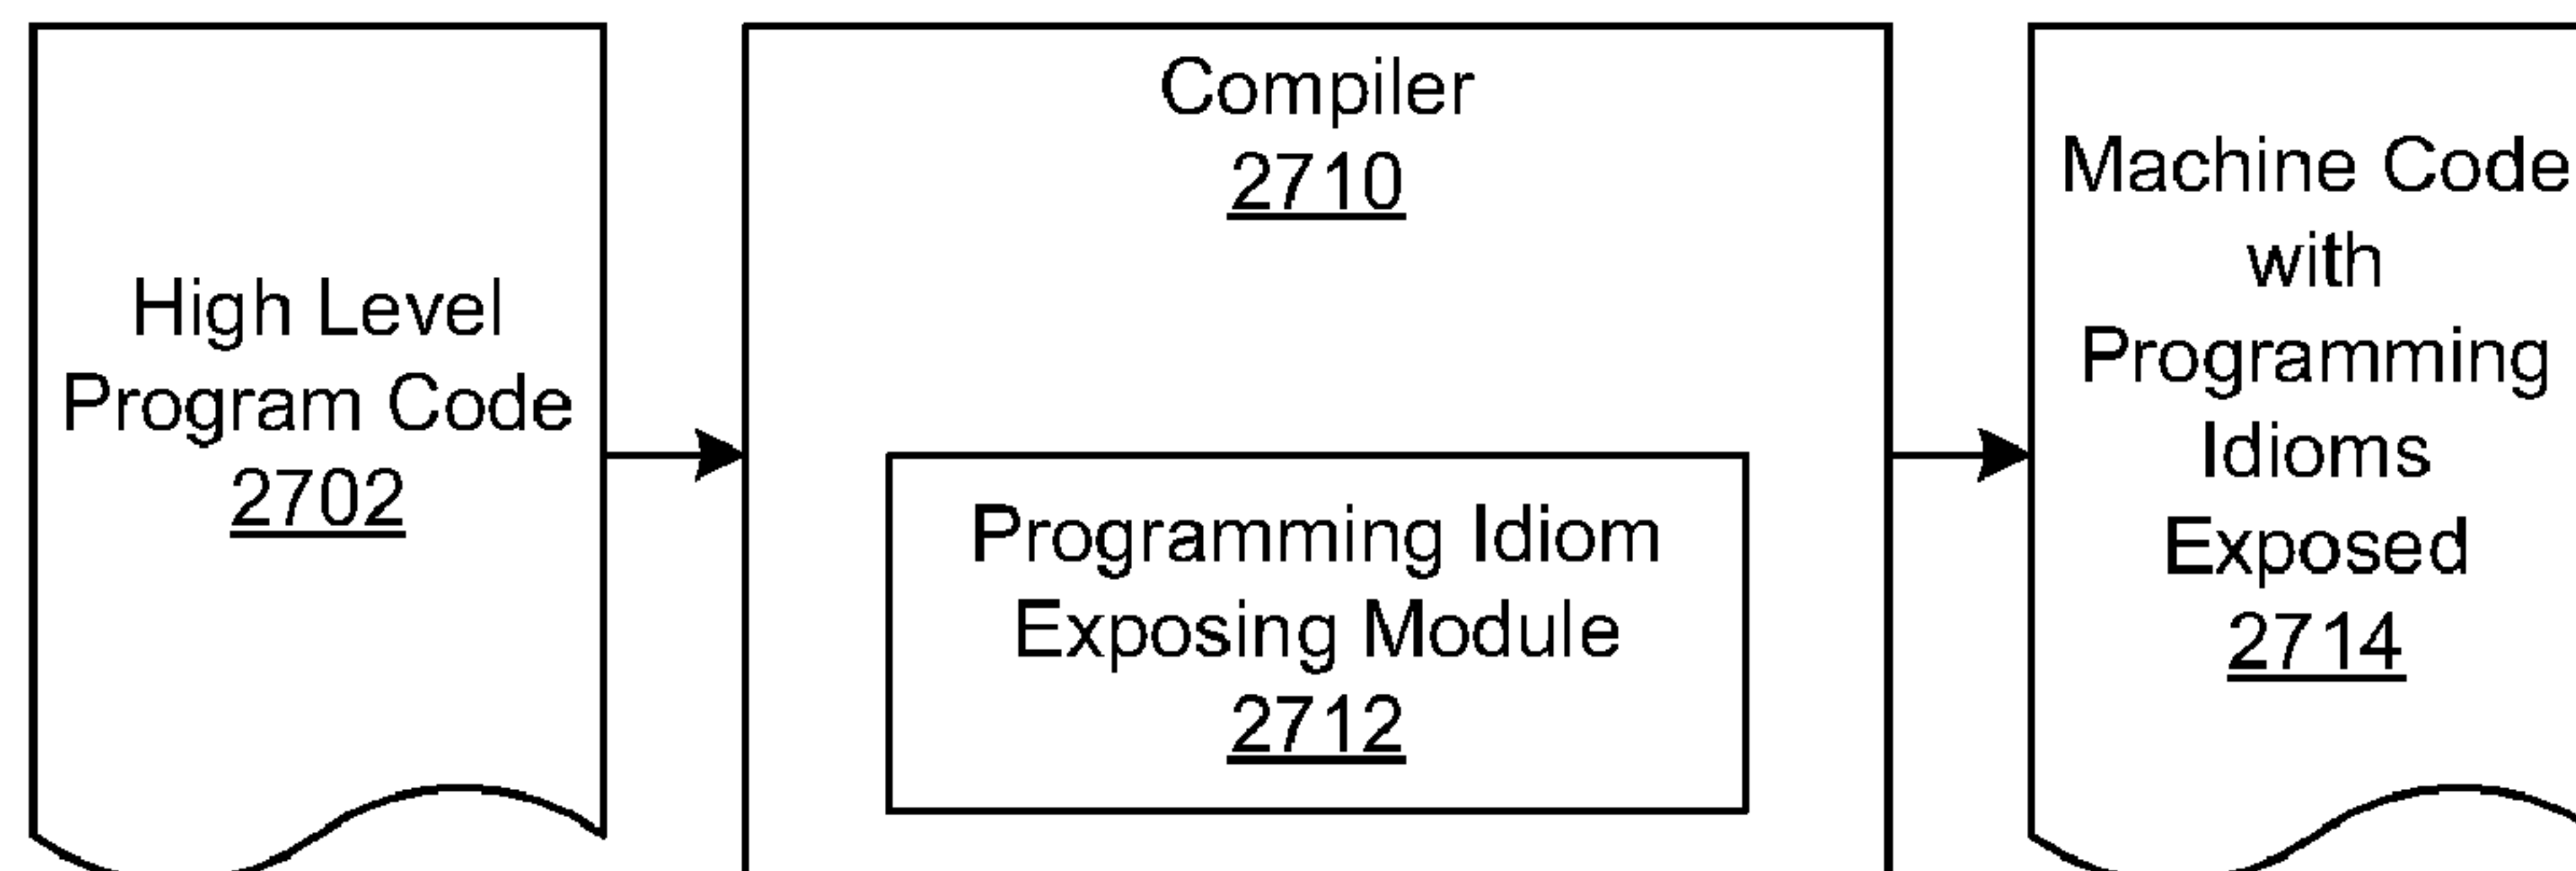 High Level
Program Code
2702
Compiler
2710
Programming Idiom
Exposing Module
2712
Machine Code
with
Programming
Idioms
Exposed
2714